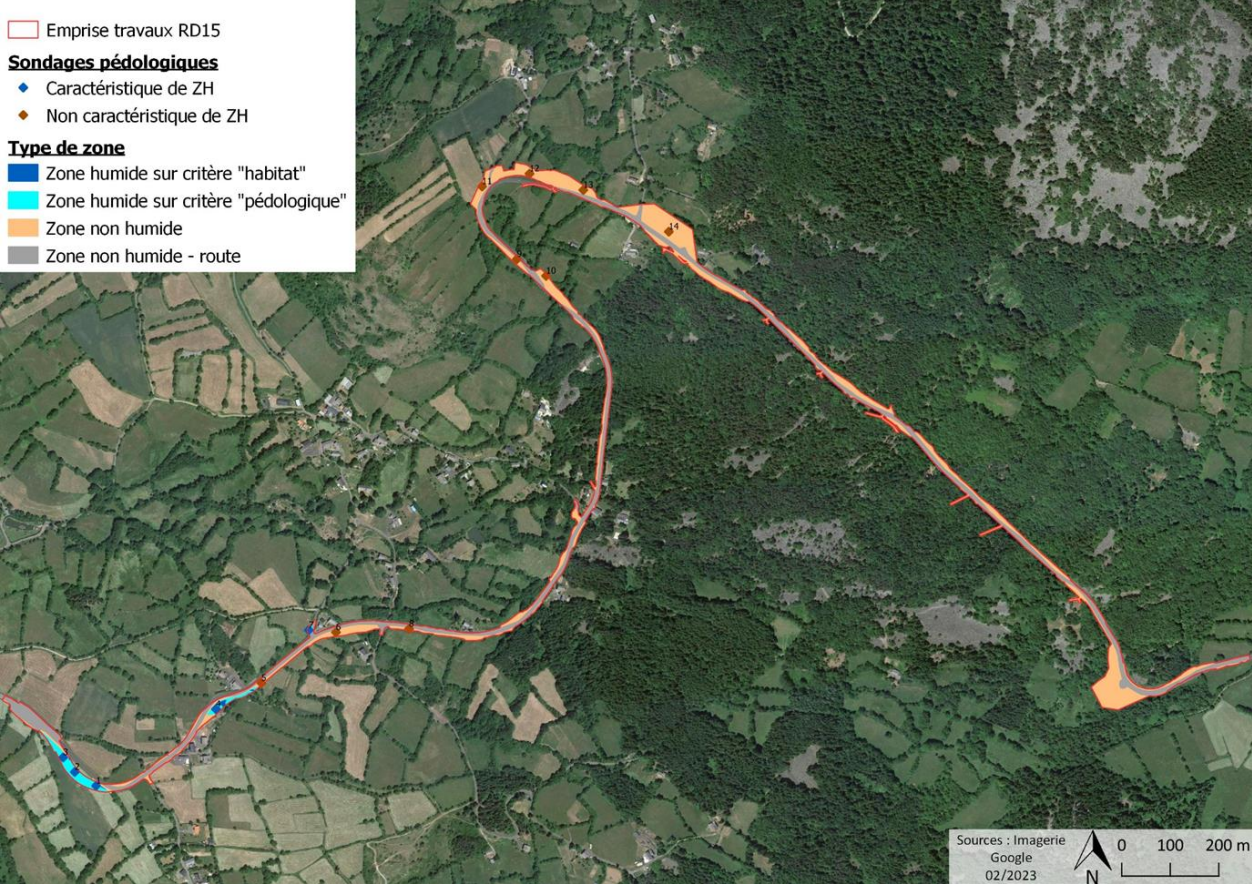 Emprise travaux RD15
Sondages pédologiques
Caractéristique de ZH
Non caractéristique de ZH
Type de zone
Zone humide sur critère "habitat"
Zone humide sur critère "pédologique"
Zone non humide
Zone non humide - route
14
10
Sources : Imagerie
Google
02/2023
N
0 100 200 m